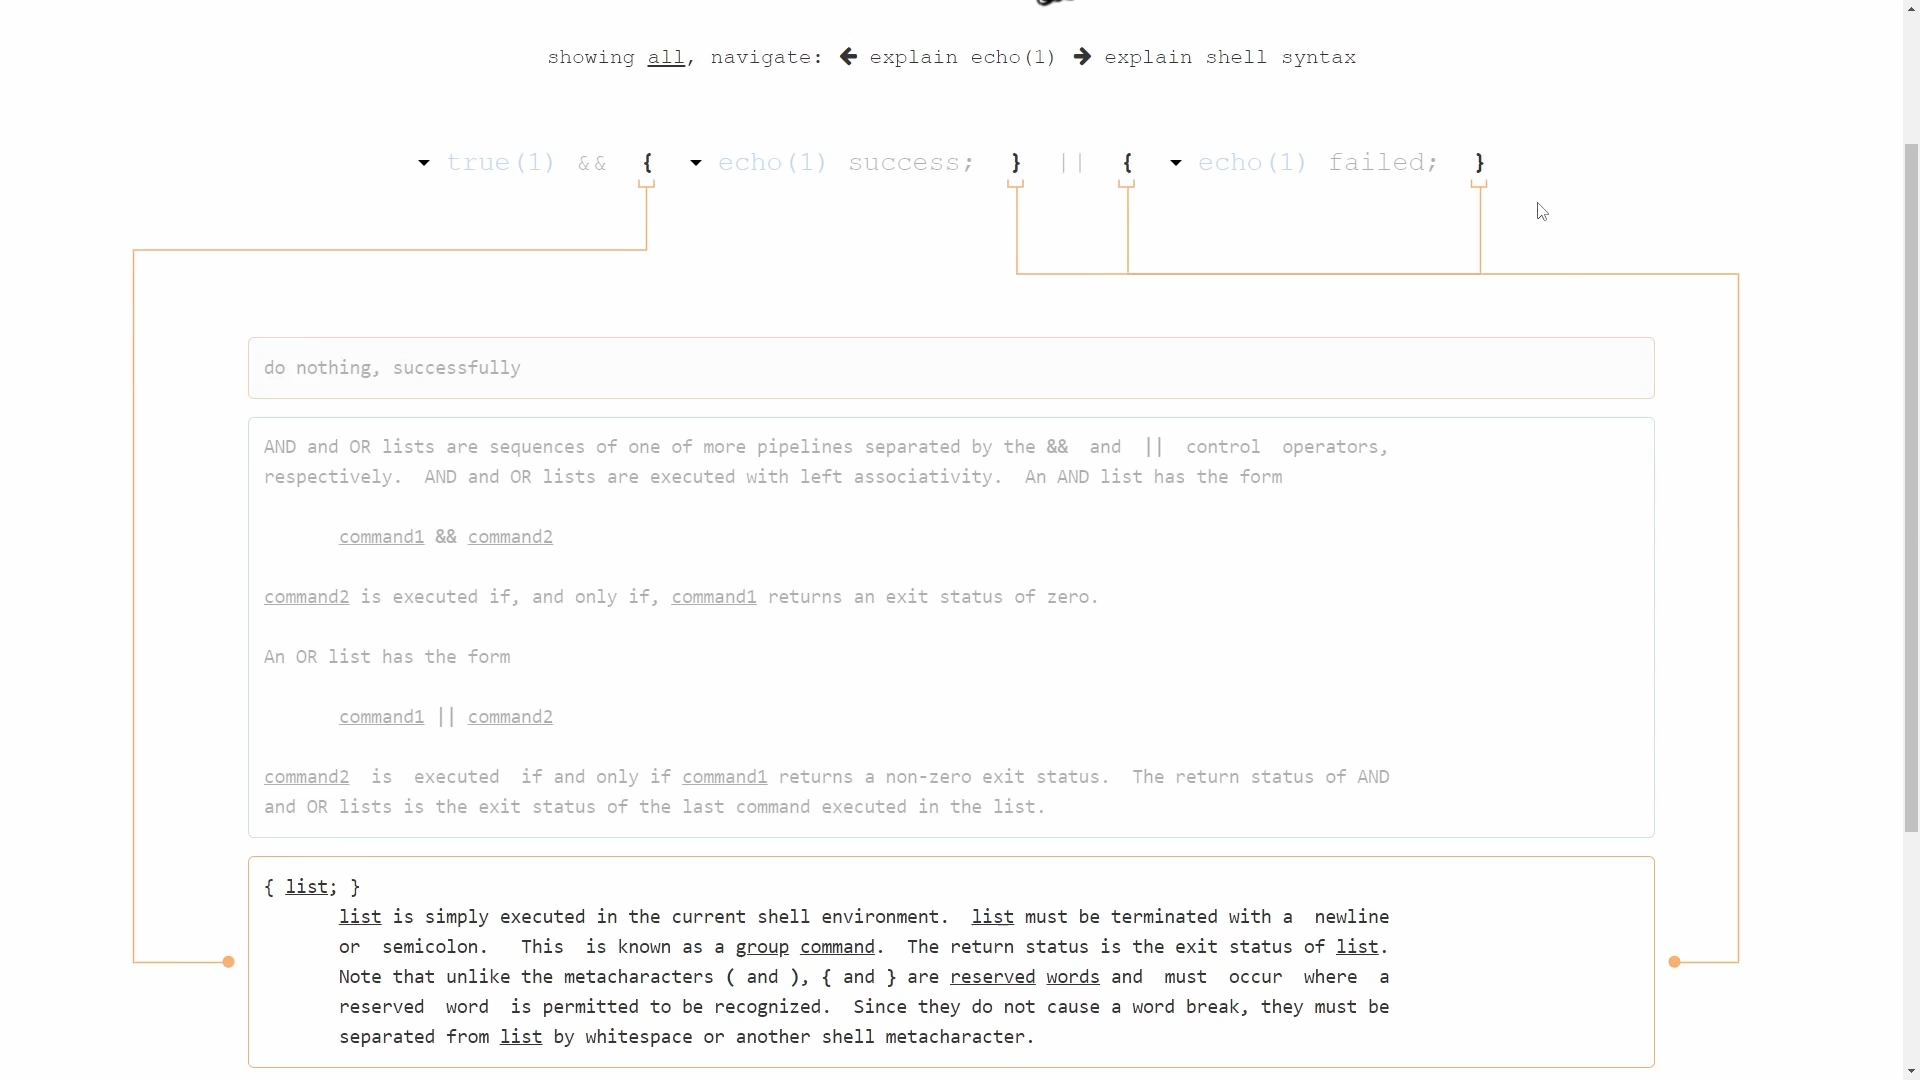 showing all, navigate: ← explain echo(1) → explain shell syntax
true(1) && { echo(1) success; } || { echo(1) failed; }
do nothing, successfully
AND and OR lists are sequences of one of more pipelines separated by the && and || control operators,
respectively. AND and OR lists are executed with left associativity. An AND list has the form
command1 && command2
command2 is executed if, and only if, command1 returns an exit status of zero.
An OR list has the form
command1 || command2
command2 is executed if and only if command1 returns a non-zero exit status. The return status of AND
and OR lists is the exit status of the last command executed in the list.
{ list; }
list is simply executed in the current shell environment. list must be terminated with a newline
or semicolon. This is known as a group command. The return status is the exit status of list.
Note that unlike the metacharacters ( and ), { and } are reserved words and must occur where a
reserved word is permitted to be recognized. Since they do not cause a word break, they must be
separated from list by whitespace or another shell metacharacter.